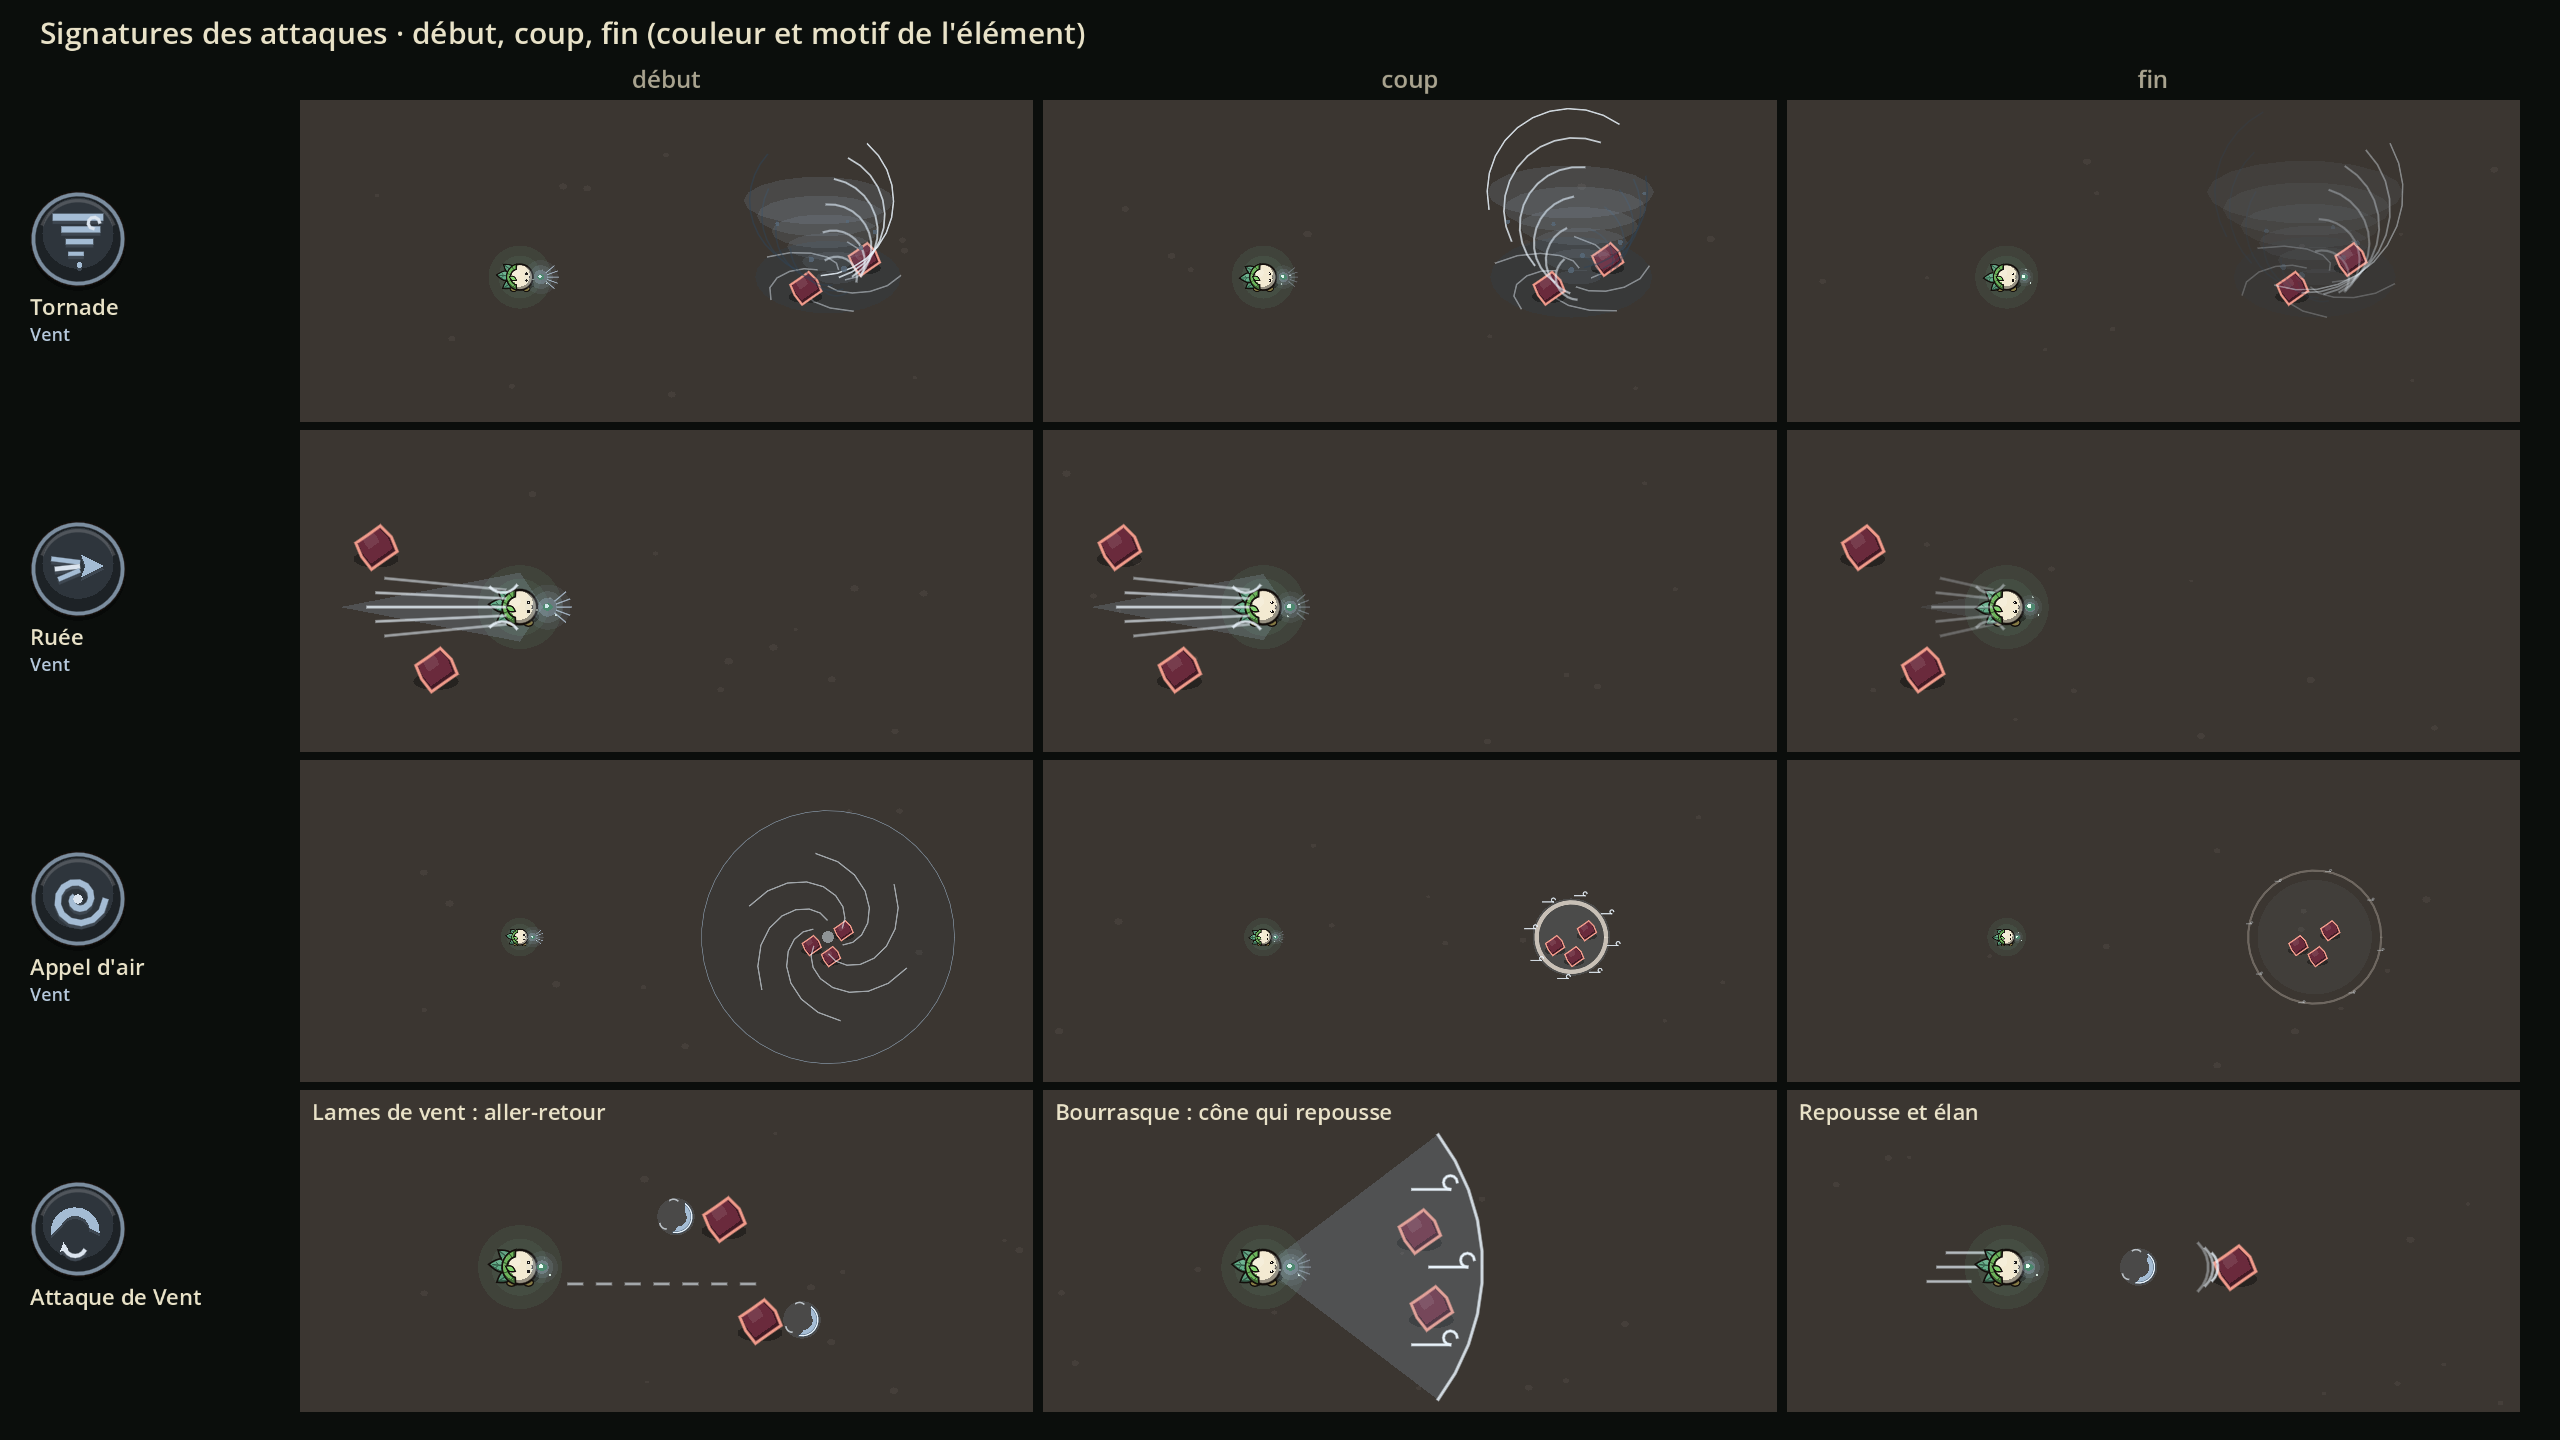 Signatures des attaques · début, coup, fin (couleur et motif de l'élément)
début
coup
fin
Tornade
Vent
Ruée
Vent
Appel d'air
Vent
Lames de vent : aller-retour
Bourrasque : cône qui repousse
Repousse et élan
Attaque de Vent